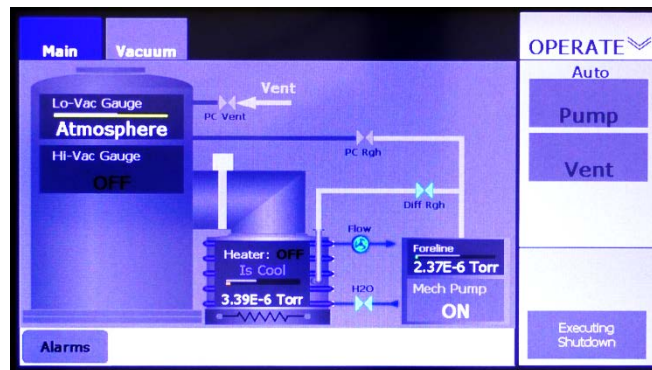 Main
Vacuum
OPERATE
Auto
Pump
Vent
Executing
Shutdown
Lo-Vac Gauge
Atmosphere
Hi-Vac Gauge
OFF
Vent
PC Vent
PC Rgh
Diff Rgh
Flow
Heater: OFF
Is Cool
3.39E-6 Torr
H2O
Foreline
2.37E-6 Torr
Mech Pump
ON
Alarms